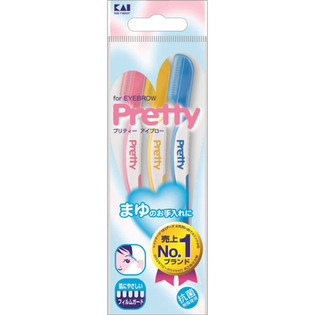 KAI
for EYEBROW
Pretty
プリティー アイブロー
Pretty
Pretty
Pretty
まゆのお手入れに
売上
No.1
ブランド
肌にやさしい
フィルムガード
抗菌